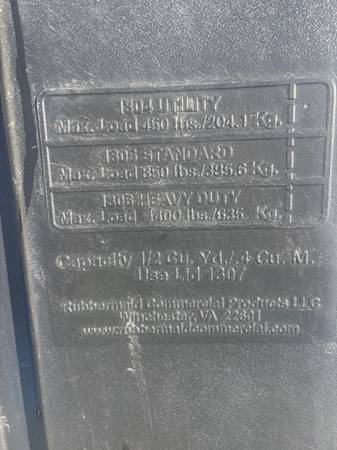 1304 UTILITY
Max. Load 450 lbs./204.1 Kg.
1305 STANDARD
Max. Load 850 lbs./385.6 Kg.
1306 HEAVY DUTY
Max. Load 1400 lbs./635. Kg.
Capacity 1/2 Cu. Yd./.4 Cu. M.
Use Lid 1307
Rubbermaid Commercial Products LLC
Winchester, VA 22601
www.rubbermaidcommercial.com